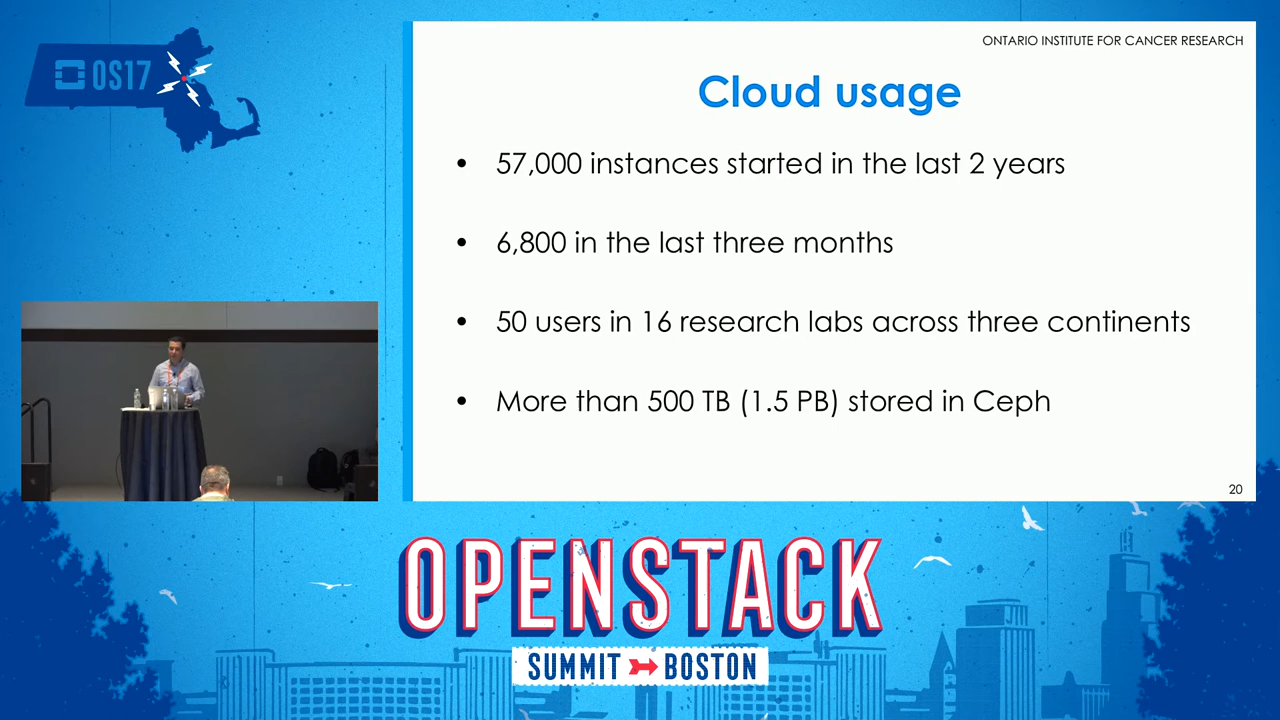 OS17
ONTARIO INSTITUTE FOR CANCER RESEARCH
Cloud usage
• 57,000 instances started in the last 2 years
• 6,800 in the last three months
• 50 users in 16 research labs across three continents
• More than 500 TB (1.5 PB) stored in Ceph
20
OPENSTACK
SUMMIT BOSTON